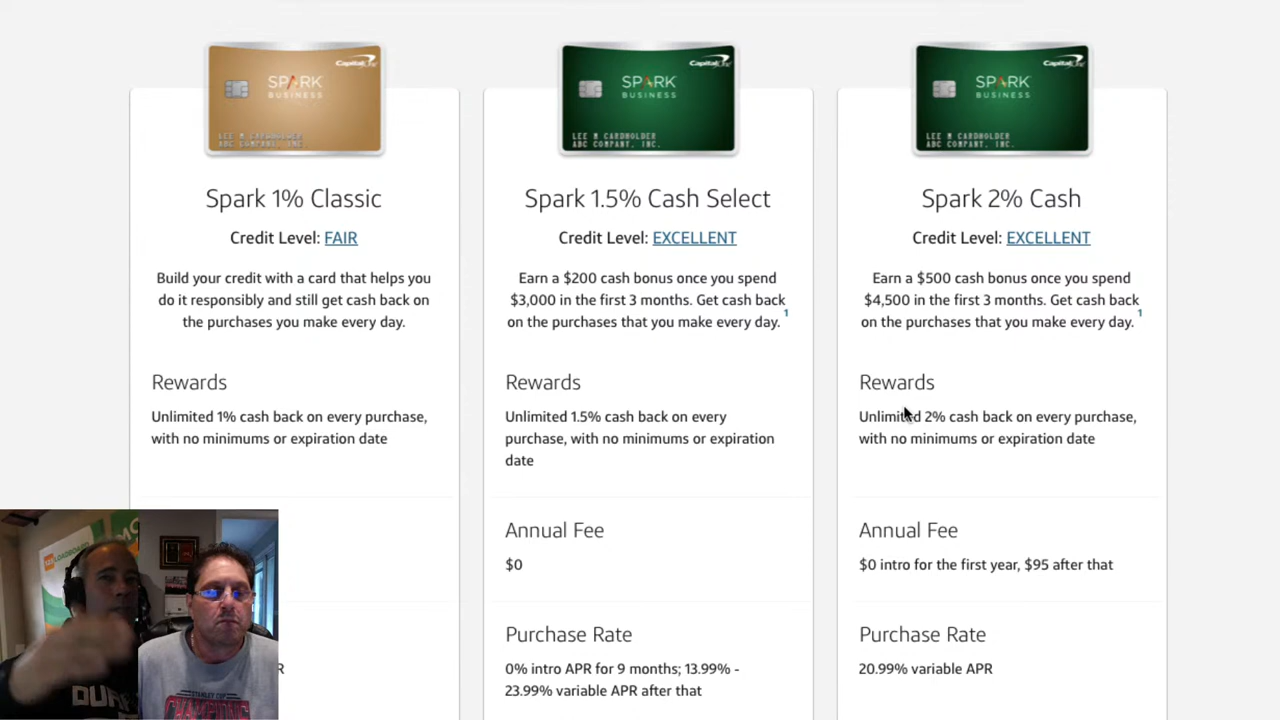 Capital One
SPARK
BUSINESS
LEE M CARDHOLDER
ABC COMPANY, INC.
Spark 1% Classic
Credit Level: FAIR
Build your credit with a card that helps you
do it responsibly and still get cash back on
the purchases you make every day.
Rewards
Unlimited 1% cash back on every purchase,
with no minimums or expiration date
R
Capital One
SPARK
BUSINESS
LEE M CARDHOLDER
ABC COMPANY, INC.
Spark 1.5% Cash Select
Credit Level: EXCELLENT
Earn a $200 cash bonus once you spend
$3,000 in the first 3 months. Get cash back
on the purchases that you make every day. 1
Rewards
Unlimited 1.5% cash back on every
purchase, with no minimums or expiration
date
Annual Fee
$0
Purchase Rate
0% intro APR for 9 months; 13.99% -
23.99% variable APR after that
Capital One
SPARK
BUSINESS
LEE M CARDHOLDER
ABC COMPANY, INC.
Spark 2% Cash
Credit Level: EXCELLENT
Earn a $500 cash bonus once you spend
$4,500 in the first 3 months. Get cash back
on the purchases that you make every day. 1
Rewards
Unlimited 2% cash back on every purchase,
with no minimums or expiration date
Annual Fee
$0 intro for the first year, $95 after that
Purchase Rate
20.99% variable APR
LOADBOARD
STANLEY CUP
CHAMPIONS